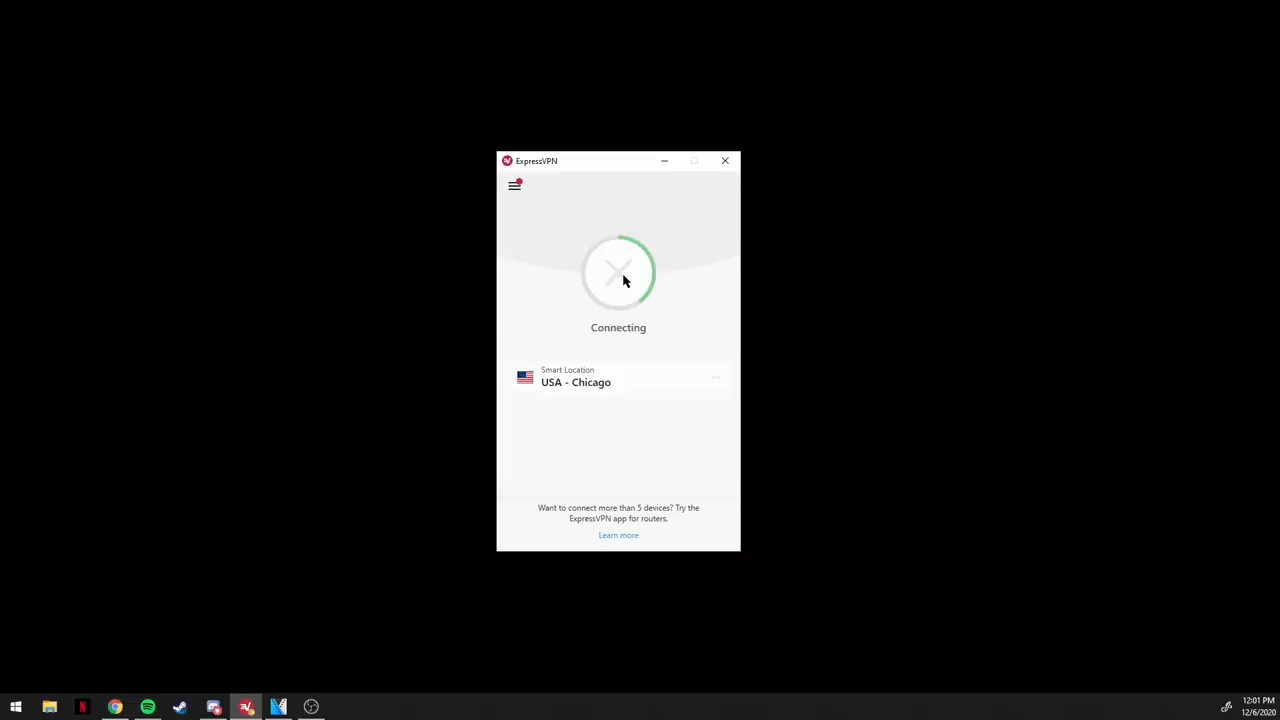 ExpressVPN
Connecting
Smart Location
USA - Chicago
Want to connect more than 5 devices? Try the
ExpressVPN app for routers.
Learn more
12:01 PM
12/6/2020